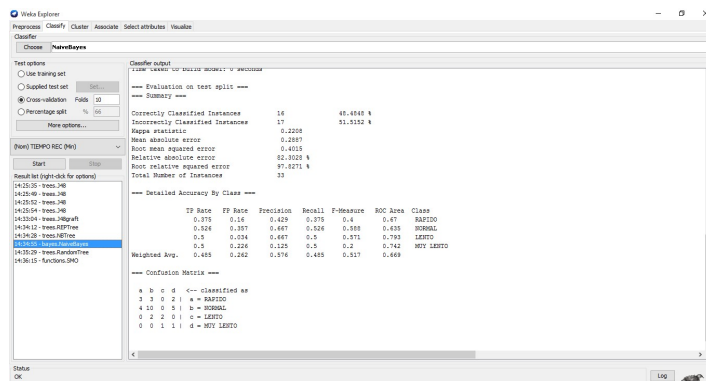 Weka Explorer
Preprocess Classify Cluster Associate Select attributes Visualize
Classifier
Choose NaiveBayes
Test options
Use training set
Supplied test set Set...
Cross-validation Folds 10
Percentage split % 66
More options...
(Nom) TIEMPO REC (Min)
Start Stop
Result list (right-click for options)
14:25:35 - trees.J48
14:25:49 - trees.J48
14:25:52 - trees.J48
14:25:54 - trees.J48
14:33:04 - trees.J48graft
14:34:12 - trees.REPTree
14:34:28 - trees.NBTree
14:34:55 - bayes.NaiveBayes
14:35:29 - trees.RandomTree
14:36:15 - functions.SMO
Classifier output
Time taken to build model: 0 seconds
=== Evaluation on test split ===
=== Summary ===
Correctly Classified Instances 16 48.4848 %
Incorrectly Classified Instances 17 51.5152 %
Kappa statistic 0.2208
Mean absolute error 0.2887
Root mean squared error 0.4015
Relative absolute error 82.3028 %
Root relative squared error 97.8271 %
Total Number of Instances 33
=== Detailed Accuracy By Class ===
TP Rate FP Rate Precision Recall F-Measure ROC Area Class
0.375 0.16 0.429 0.375 0.4 0.67 RAPIDO
0.526 0.357 0.667 0.526 0.588 0.635 NORMAL
0.5 0.034 0.667 0.5 0.571 0.793 LENTO
0.5 0.226 0.125 0.5 0.2 0.742 MUY LENTO
Weighted Avg. 0.485 0.262 0.576 0.485 0.517 0.669
=== Confusion Matrix ===
a b c d <-- classified as
3 3 0 2 | a = RAPIDO
4 10 0 5 | b = NORMAL
0 2 2 0 | c = LENTO
0 0 1 1 | d = MUY LENTO
Status
OK
Log